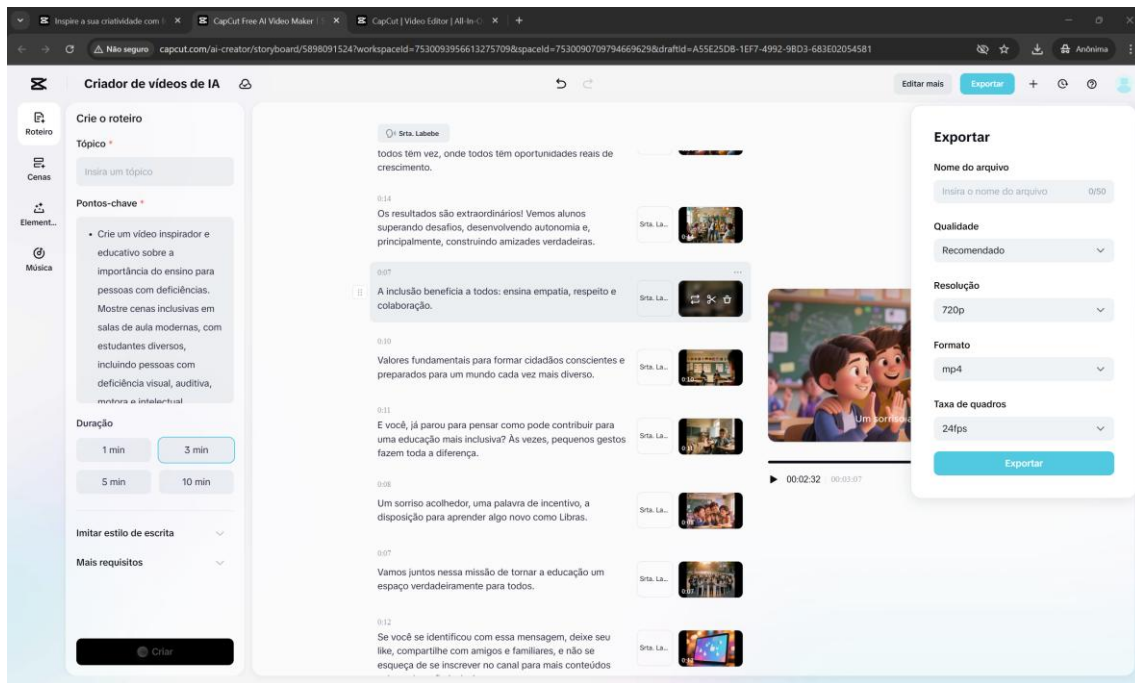 Inspire a sua criatividade com
CapCut Free AI Video Maker |
CapCut | Video Editor | All-In-
Não seguro
capcut.com/ai-creator/storyboard/5898091524?workspaceId=7530093956613275709&spaceId=7530090709794669629&draftId=A55E25DB-1EF7-4992-9BD3-683E02054581
Anônima
Criador de vídeos de IA
Editar mais
Exportar
Roteiro
Cenas
Element...
Música
Crie o roteiro
Tópico *
Insira um tópico
Pontos-chave *
• Crie um vídeo inspirador e
educativo sobre a
importância do ensino para
pessoas com deficiências.
Mostre cenas inclusivas em
salas de aula modernas, com
estudantes diversos,
incluindo pessoas com
deficiência visual, auditiva,
motora e intelectual
Duração
1 min
3 min
5 min
10 min
Imitar estilo de escrita
Mais requisitos
Criar
Srta. Labebe
todos têm vez, onde todos têm oportunidades reais de
crescimento.
0:14
Os resultados são extraordinários! Vemos alunos
superando desafios, desenvolvendo autonomia e,
principalmente, construindo amizades verdadeiras.
Srta. La...
0:14
0:07
A inclusão beneficia a todos: ensina empatia, respeito e
colaboração.
Srta. La...
0:10
Valores fundamentais para formar cidadãos conscientes e
preparados para um mundo cada vez mais diverso.
Srta. La...
0:10
0:11
E você, já parou para pensar como pode contribuir para
uma educação mais inclusiva? Às vezes, pequenos gestos
fazem toda a diferença.
Srta. La...
0:11
0:08
Um sorriso acolhedor, uma palavra de incentivo, a
disposição para aprender algo novo como Libras.
Srta. La...
0:08
0:07
Vamos juntos nessa missão de tornar a educação um
espaço verdadeiramente para todos.
Srta. La...
0:07
0:12
Se você se identificou com essa mensagem, deixe seu
like, compartilhe com amigos e familiares, e não se
esqueça de se inscrever no canal para mais conteúdos
Srta. La...
0:12
Um sorriso a
00:02:32
00:03:07
Exportar
Nome do arquivo
Insira o nome do arquivo
0/50
Qualidade
Recomendado
Resolução
720p
Formato
mp4
Taxa de quadros
24fps
Exportar